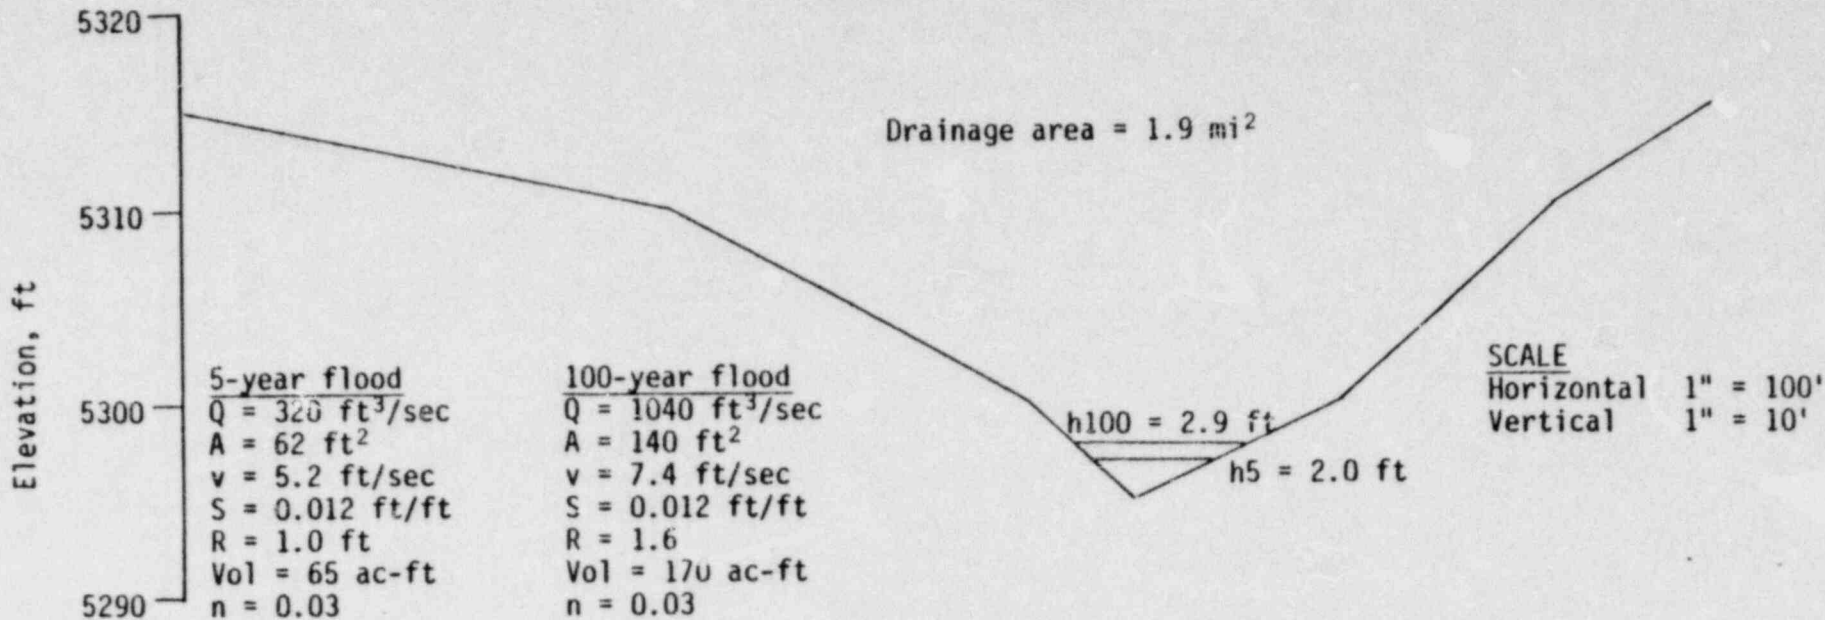 5320
Drainage area = 1.9 mi²
5310
Elevation, ft
5300
5290
5-year flood
Q = 320 ft³/sec
A = 62 ft²
v = 5.2 ft/sec
S = 0.012 ft/ft
R = 1.0 ft
Vol = 65 ac-ft
n = 0.03
100-year flood
Q = 1040 ft³/sec
A = 140 ft²
v = 7.4 ft/sec
S = 0.012 ft/ft
R = 1.6
Vol = 170 ac-ft
n = 0.03
h100 = 2.9 ft
h5 = 2.0 ft
SCALE
Horizontal 1" = 100'
Vertical 1" = 10'